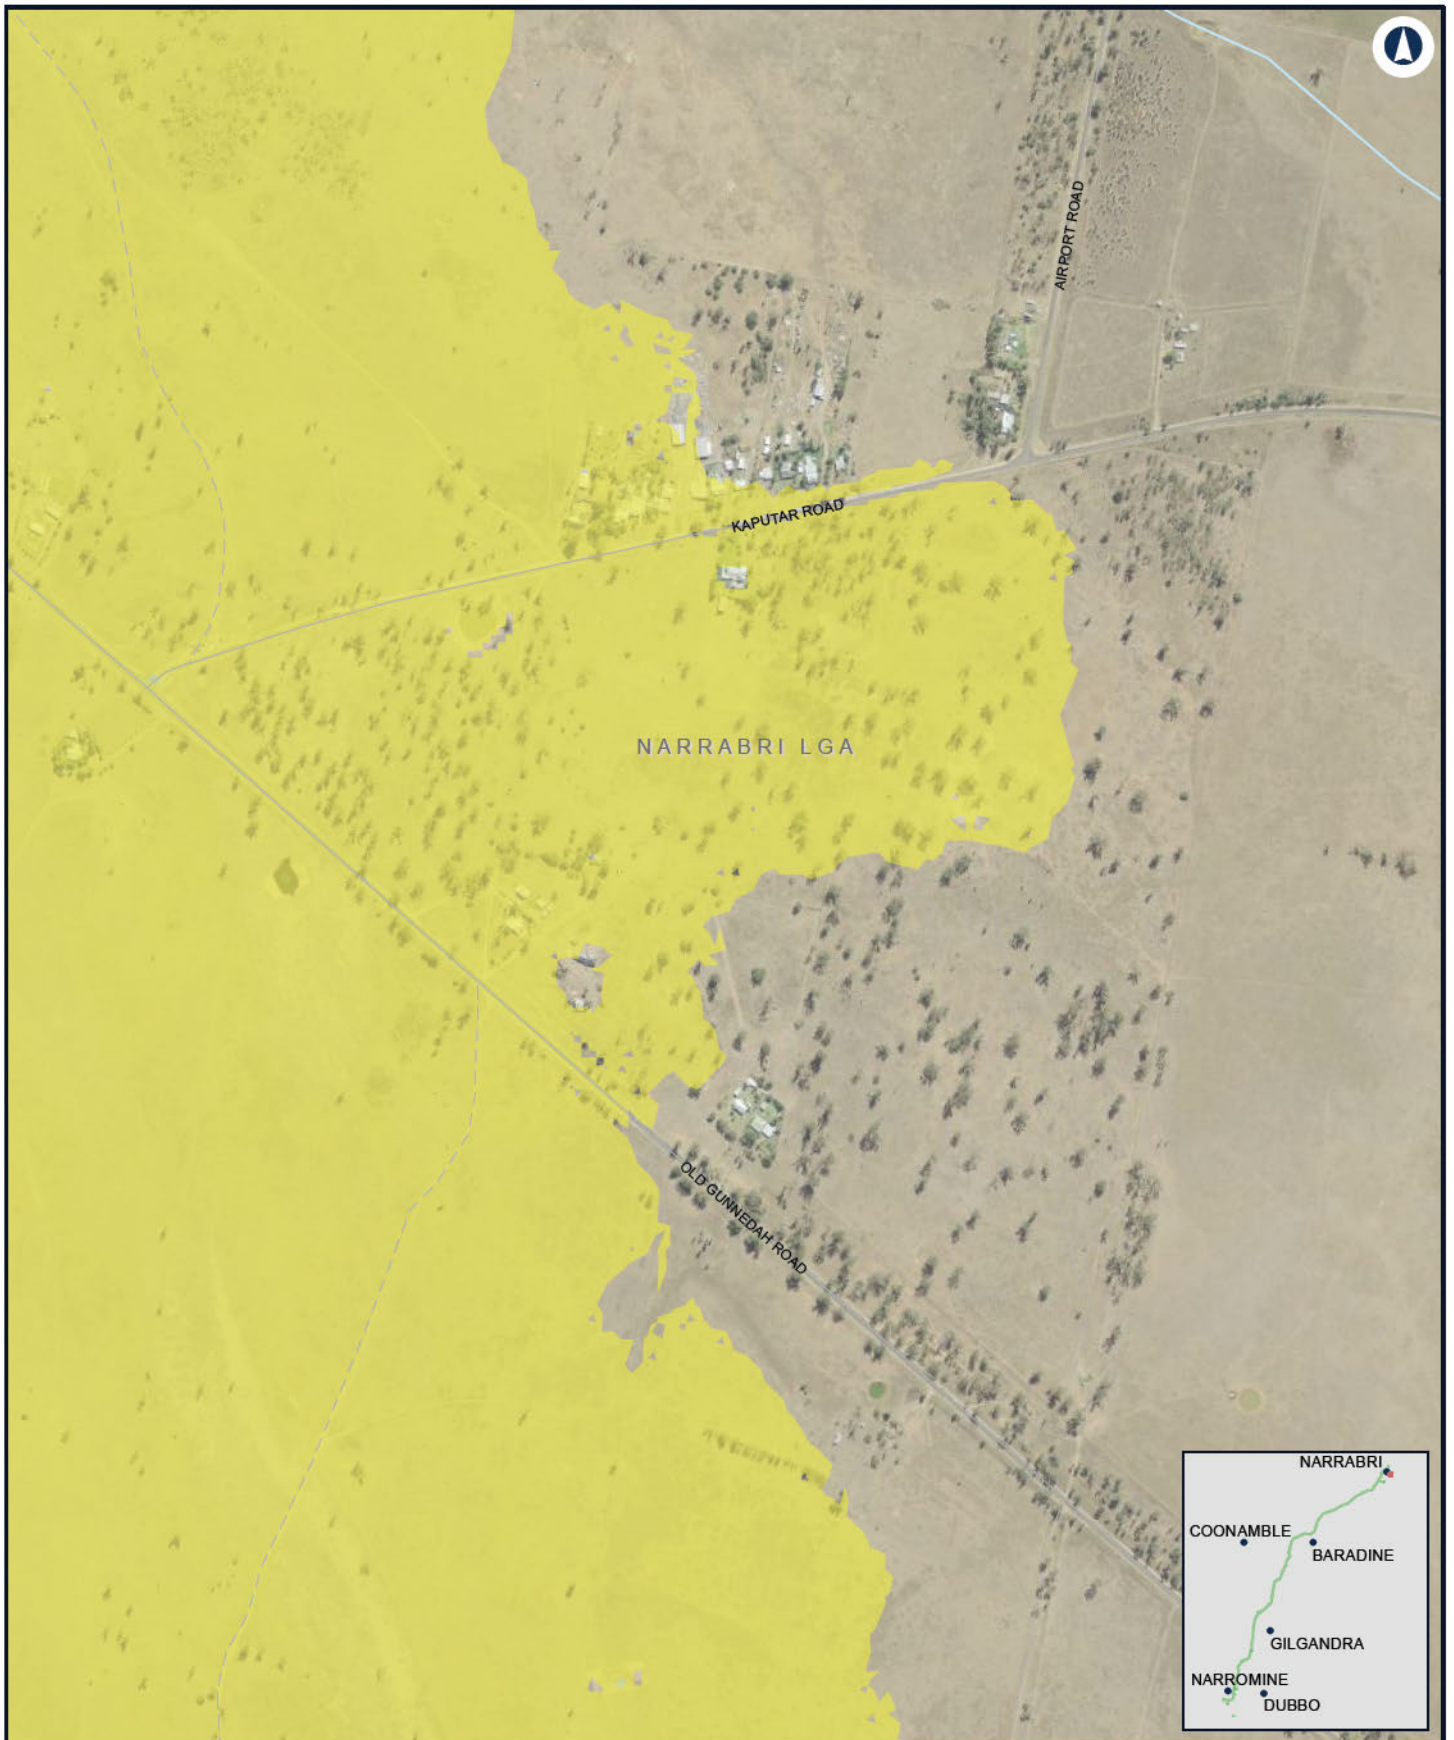 AIRPORT ROAD
KAPUTAR ROAD
NARRABRI LGA
OLD GUNNEDAH ROAD
NARRABRI
COONAMBLE
BARADINE
GILGANDRA
NARROMINE
DUBBO